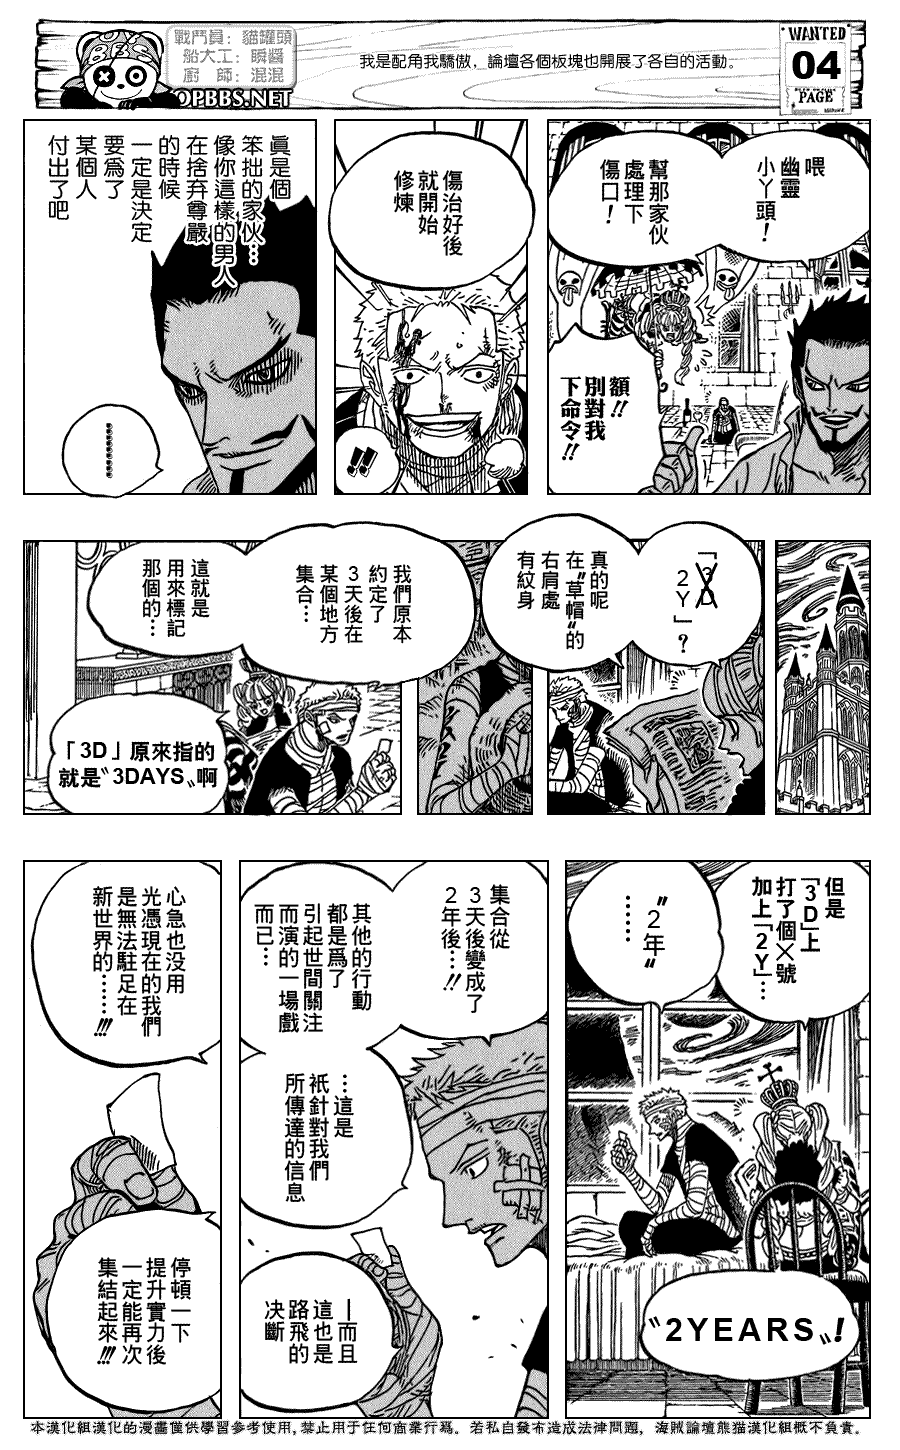 戰鬥員：貓罐頭
船大工：瞬醬
廚　師：混混
OPBBS.NET
我是配角我驕傲，論壇各個板塊也開展了各自的活動。
WANTED
04
PAGE
喂
幽靈
小丫頭！
幫那家伙
處理下
傷口！
額!!
別對我
下命令!!
傷治好後
就開始
修煉
!!
真是個
笨拙的家伙…
像你這樣的男人
在捨弃尊嚴
的時候
一定是決定
要爲了
某個人
付出了吧
………
「3D
2Y」？
真的呢
在〝草帽〞的
右肩處
有紋身
我們原本
約定了
3天後在
某個地方
集合…
這就是
用來標記
那個的…
「3D」原來指的
就是〝3DAYS〟啊
但是
「3D」上
打了個╳號
加上「2Y」…
〝2年〞
……
〝2YEARS〟!
集合從
3天後變成了
2年後…!!
其他的行動
都是爲了
引起世間關注
而演的一場戲
而已…
…這是
衹針對我們
所傳達的信息
—而且
這也是
路飛的
决斷
心急也没用
光憑現在的我們
是無法駐足在
新世界的……!!!
停頓一下
提升實力後
一定能再次
集結起來!!!
本漢化組漢化的漫畫僅供學習參考使用，禁止用于任何商業行爲。若私自發布造成法律問題，海賊論壇熊猫漢化組概不負責。